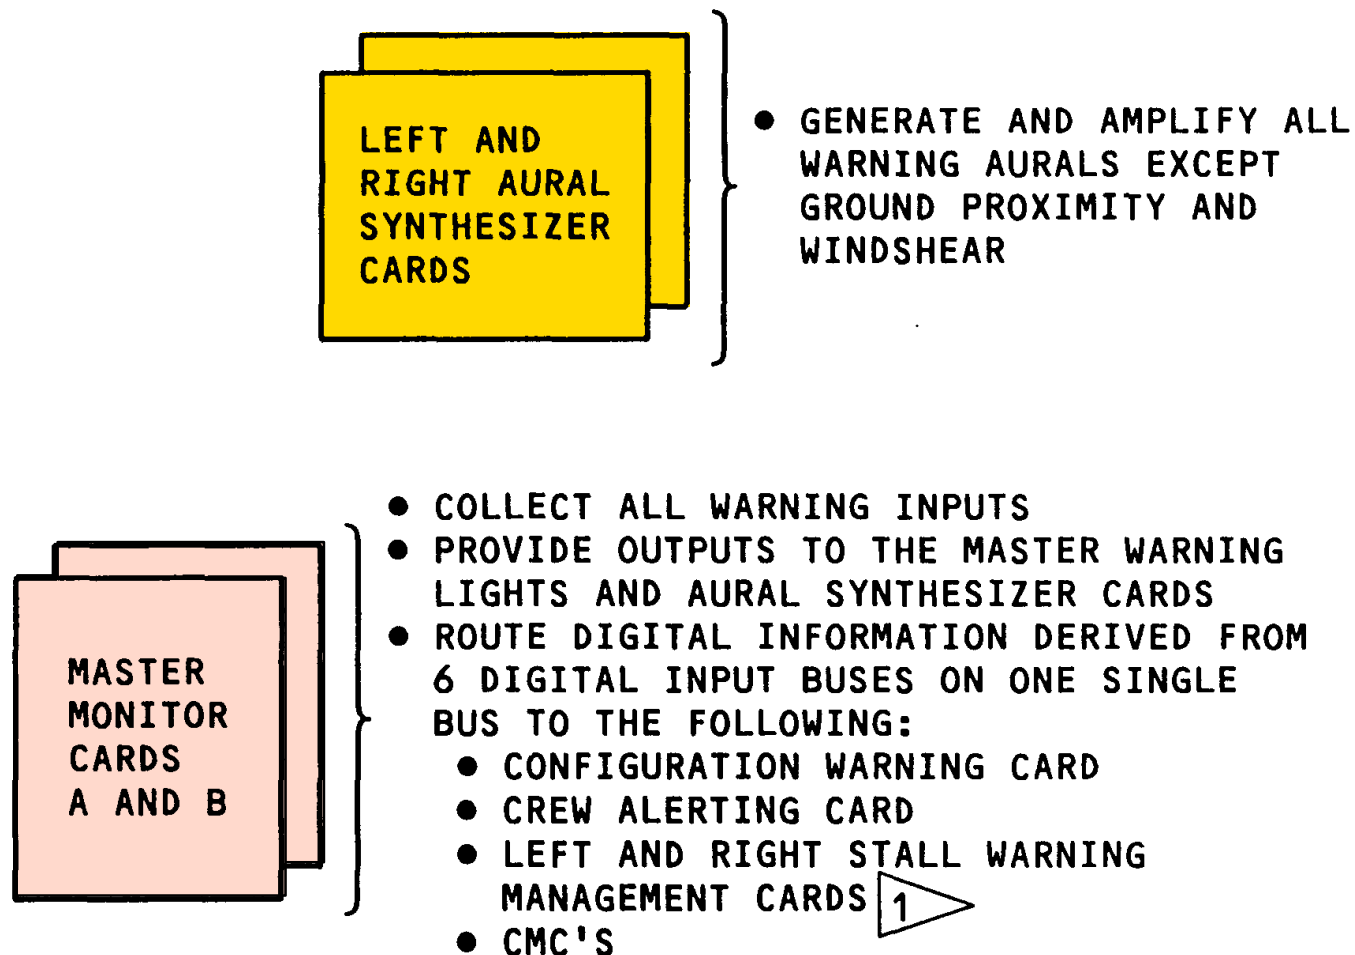 LEFT AND
RIGHT AURAL
SYNTHESIZER
CARDS
● GENERATE AND AMPLIFY ALL
WARNING AURALS EXCEPT
GROUND PROXIMITY AND
WINDSHEAR
MASTER
MONITOR
CARDS
A AND B
● COLLECT ALL WARNING INPUTS
● PROVIDE OUTPUTS TO THE MASTER WARNING
LIGHTS AND AURAL SYNTHESIZER CARDS
● ROUTE DIGITAL INFORMATION DERIVED FROM
6 DIGITAL INPUT BUSES ON ONE SINGLE
BUS TO THE FOLLOWING:
● CONFIGURATION WARNING CARD
● CREW ALERTING CARD
● LEFT AND RIGHT STALL WARNING
MANAGEMENT CARDS 1
● CMC'S